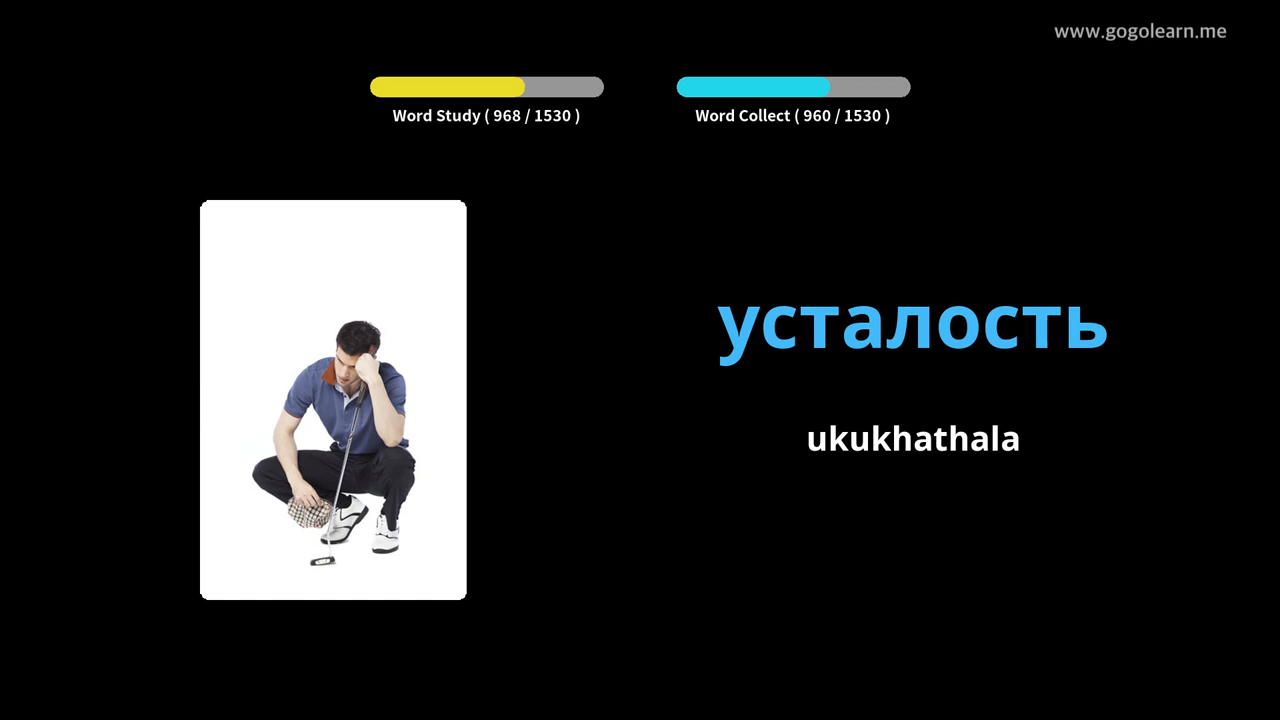 www.gogolearn.me
Word Study ( 968 / 1530 )
Word Collect ( 960 / 1530 )
усталость
ukukhathala